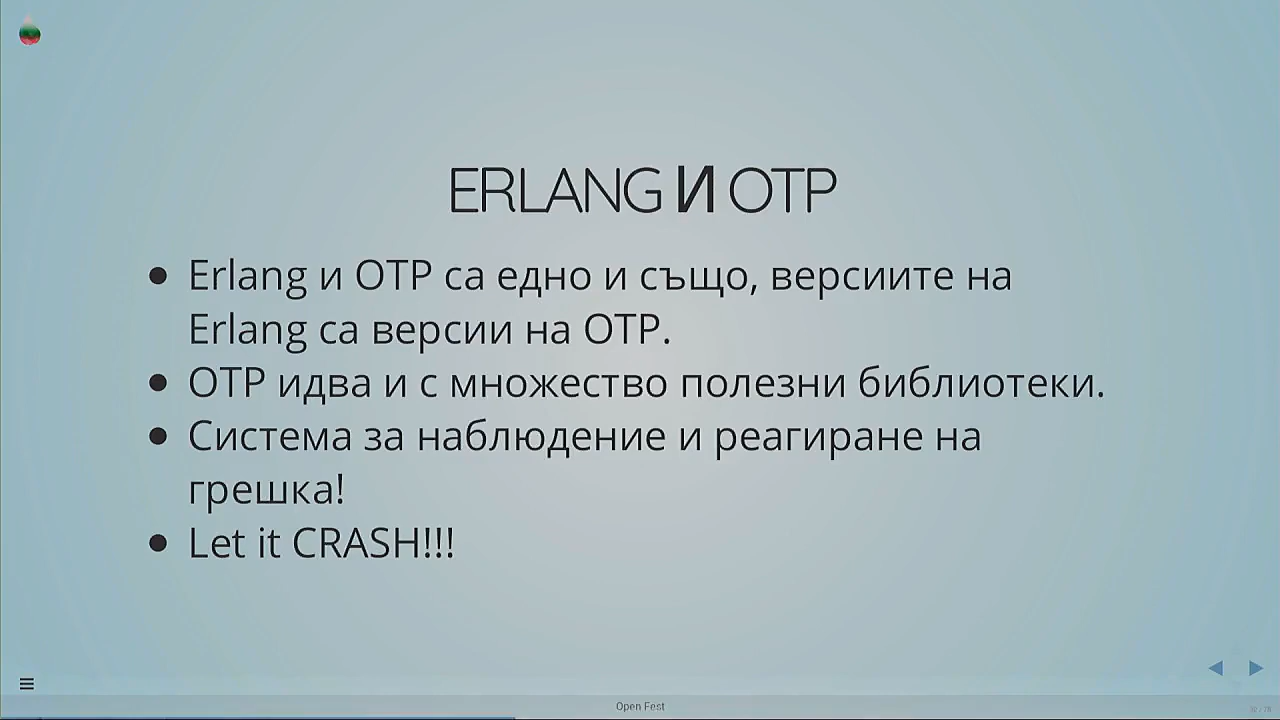 ERLANG И OTP
Erlang и OTP са едно и също, версиите на
Erlang са версии на OTP.
OTP идва и с множество полезни библиотеки.
Система за наблюдение и реагиране на
грешка!
Let it CRASH!!!
Open Fest